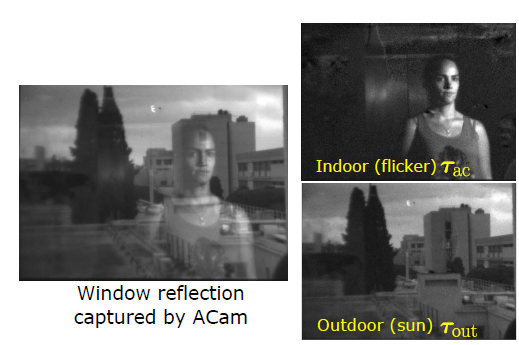 Window reflection
captured by ACam
Indoor (flicker) τac
Outdoor (sun) τout